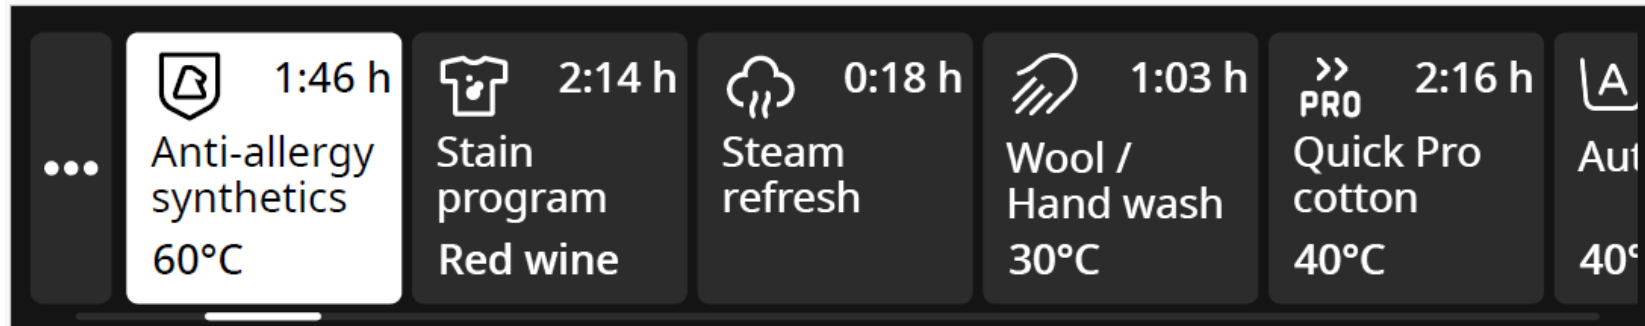 1:46 h
Anti-allergy
synthetics
60°C
2:14 h
Stain
program
Red wine
0:18 h
Steam
refresh
1:03 h
Wool /
Hand wash
30°C
PRO
2:16 h
Quick Pro
cotton
40°C
A
40°